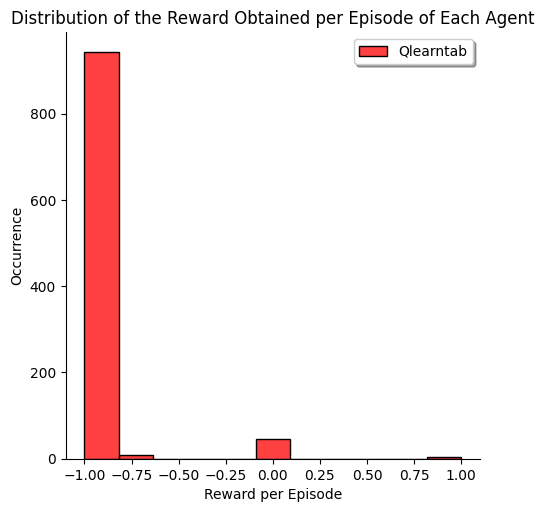 Distribution of the Reward Obtained per Episode of Each Agent
Qlearntab
800
600
400
200
0
Occurrence
−1.00 −0.75 −0.50 −0.25 0.00 0.25 0.50 0.75 1.00
Reward per Episode